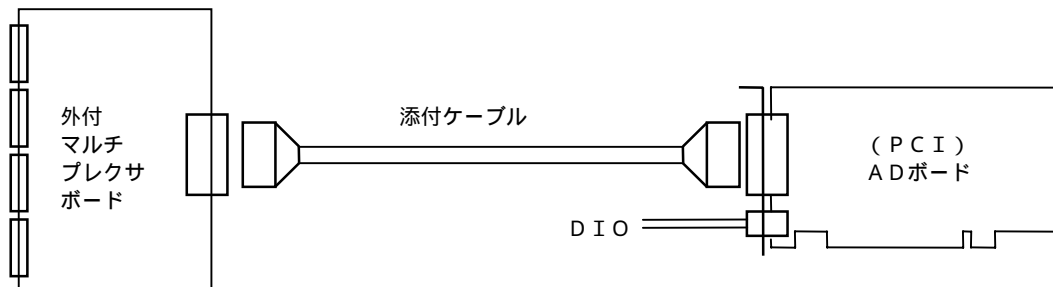 外付
マルチ
プレクサ
ボード
添付ケーブル
（ＰＣＩ）
ＡＤボード
ＤＩＯ